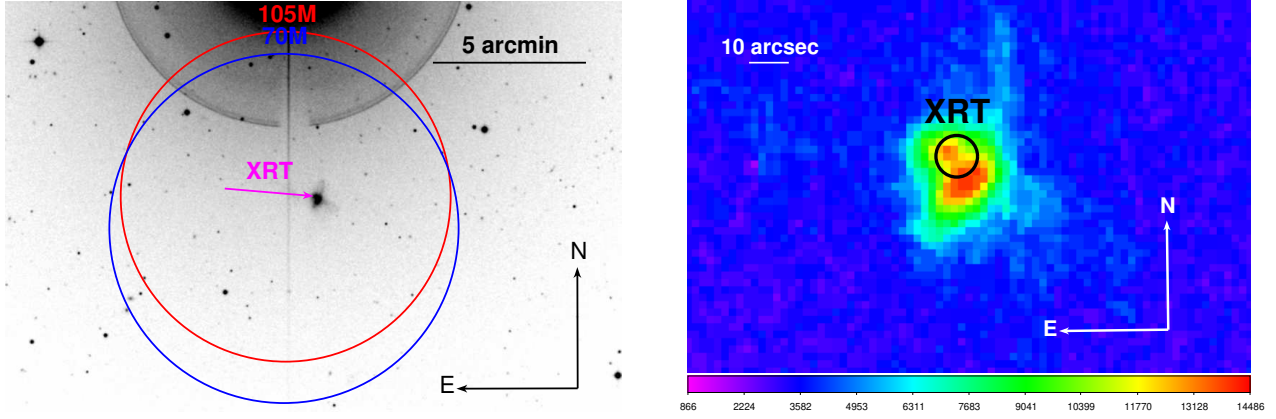 105M
70M
5 arcmin
XRT
N
E
10 arcsec
XRT
N
E
866 2224 3582 4953 6311 7683 9041 10399 11770 13128 14486